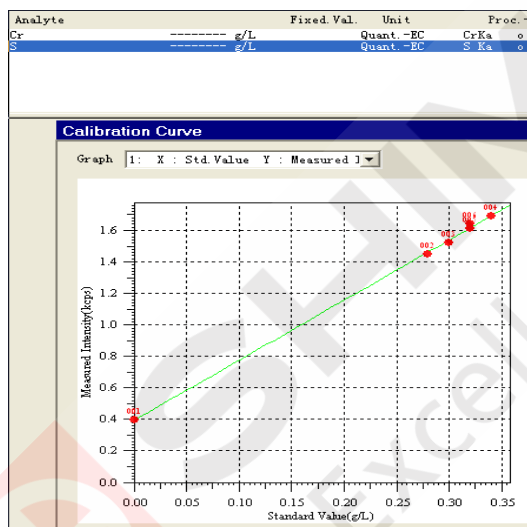 Analyte Fixed.Val. Unit Proc.-
Cr -------- g/L Quant.-EC CrKa o
S -------- g/L Quant.-EC S Ka o
Calibration Curve
Graph 1: X : Std.Value Y : Measured I
Measured Intensity(kcps)
1.6
1.4
1.2
1.0
0.8
0.6
0.4
0.2
0.0
001
002
003
004
0.00 0.05 0.10 0.15 0.20 0.25 0.30 0.35
Standard Value(g/L)
SHIM
Excell